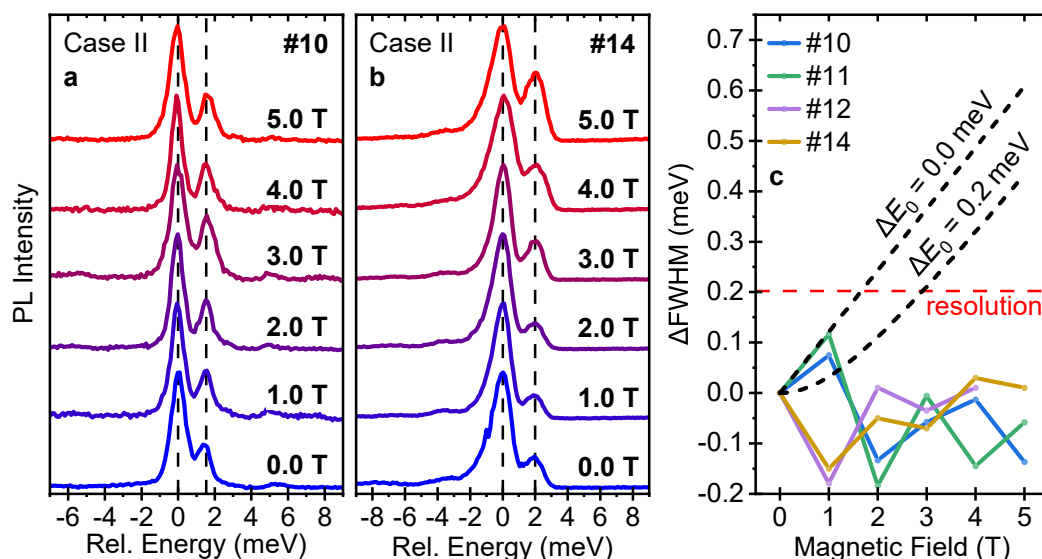 Case II #10
a
5.0 T
4.0 T
3.0 T
2.0 T
1.0 T
0.0 T
PL Intensity
-6 -4 -2 0 2 4 6 8
Rel. Energy (meV)
Case II #14
b
5.0 T
4.0 T
3.0 T
2.0 T
1.0 T
0.0 T
-8 -6 -4 -2 0 2 4 6 8
Rel. Energy (meV)
0.7
0.6
0.5
0.4
0.3
0.2
0.1
0.0
-0.1
-0.2
ΔFWHM (meV)
#10
#11
#12
#14
c
ΔE₀ = 0.0 meV
ΔE₀ = 0.2 meV
resolution
0 1 2 3 4 5
Magnetic Field (T)